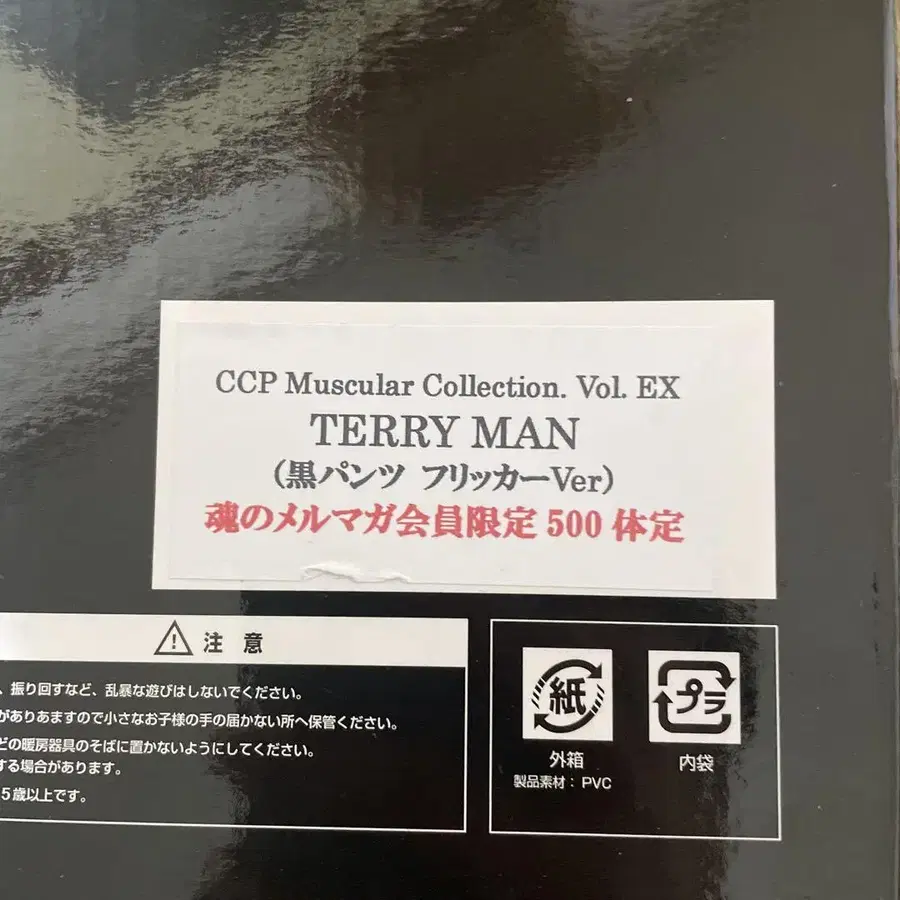 CCP Muscular Collection. Vol. EX
TERRY MAN
(黒パンツ フリッカーVer)
魂のメルマガ会員限定 500 体定
⚠ 注意
、振り回すなど、乱暴な遊びはしないでください。
がありあますので小さなお子様の手の届かない所へ保管ください。
どの暖房器具のそばに置かないようにしてください。
する場合があります。
５歳以上です。
紙
外箱
プラ
内袋
製品素材：PVC